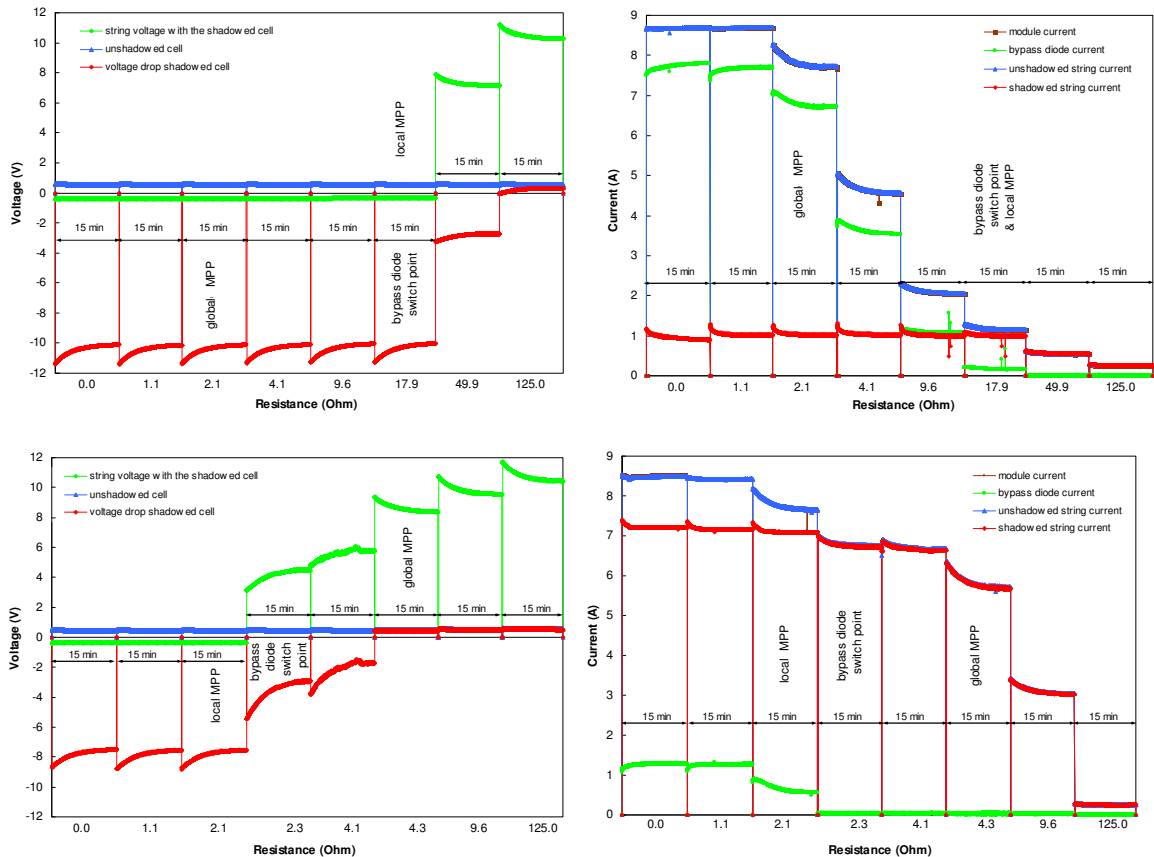 12
10
8
6
4
2
0
-2
-4
-6
-8
-10
-12
Voltage (V)
string voltage with the shadowed cell
unshadowed cell
voltage drop shadowed cell
local MPP
15 min 15 min
15 min 15 min 15 min 15 min 15 min 15 min
global MPP
bypass diode
switch point
0.0 1.1 2.1 4.1 9.6 17.9 49.9 125.0
Resistance (Ohm)
9
8
7
6
5
4
3
2
1
0
Current (A)
module current
bypass diode current
unshadowed string current
shadowed string current
global MPP
bypass diode
switch point
& local MPP
15 min 15 min 15 min 15 min 15 min 15 min 15 min 15 min
0.0 1.1 2.1 4.1 9.6 17.9 49.9 125.0
Resistance (Ohm)
12
10
8
6
4
2
0
-2
-4
-6
-8
-10
-12
Voltage (V)
string voltage with the shadowed cell
unshadowed cell
voltage drop shadowed cell
global MPP
15 min 15 min 15 min 15 min 15 min
15 min 15 min 15 min
local MPP
bypass
diode
switch
point
0.0 1.1 2.1 2.3 4.1 4.3 9.6 125.0
Resistance (Ohm)
9
8
7
6
5
4
3
2
1
0
Current (A)
module current
bypass diode current
unshadowed string current
shadowed string current
local MPP
bypass diode
switch point
global MPP
15 min 15 min 15 min 15 min 15 min 15 min 15 min 15 min
0.0 1.1 2.1 2.3 4.1 4.3 9.6 125.0
Resistance (Ohm)